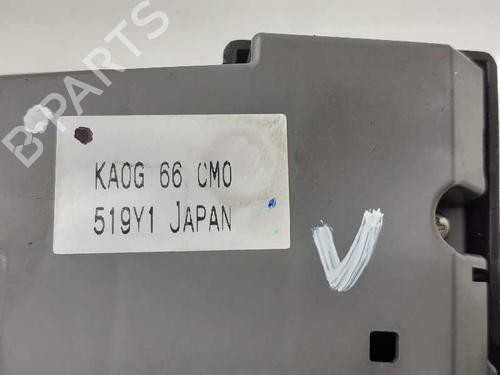 B-PARTS
KA0G 66 CM0
519Y1 JAPAN
V